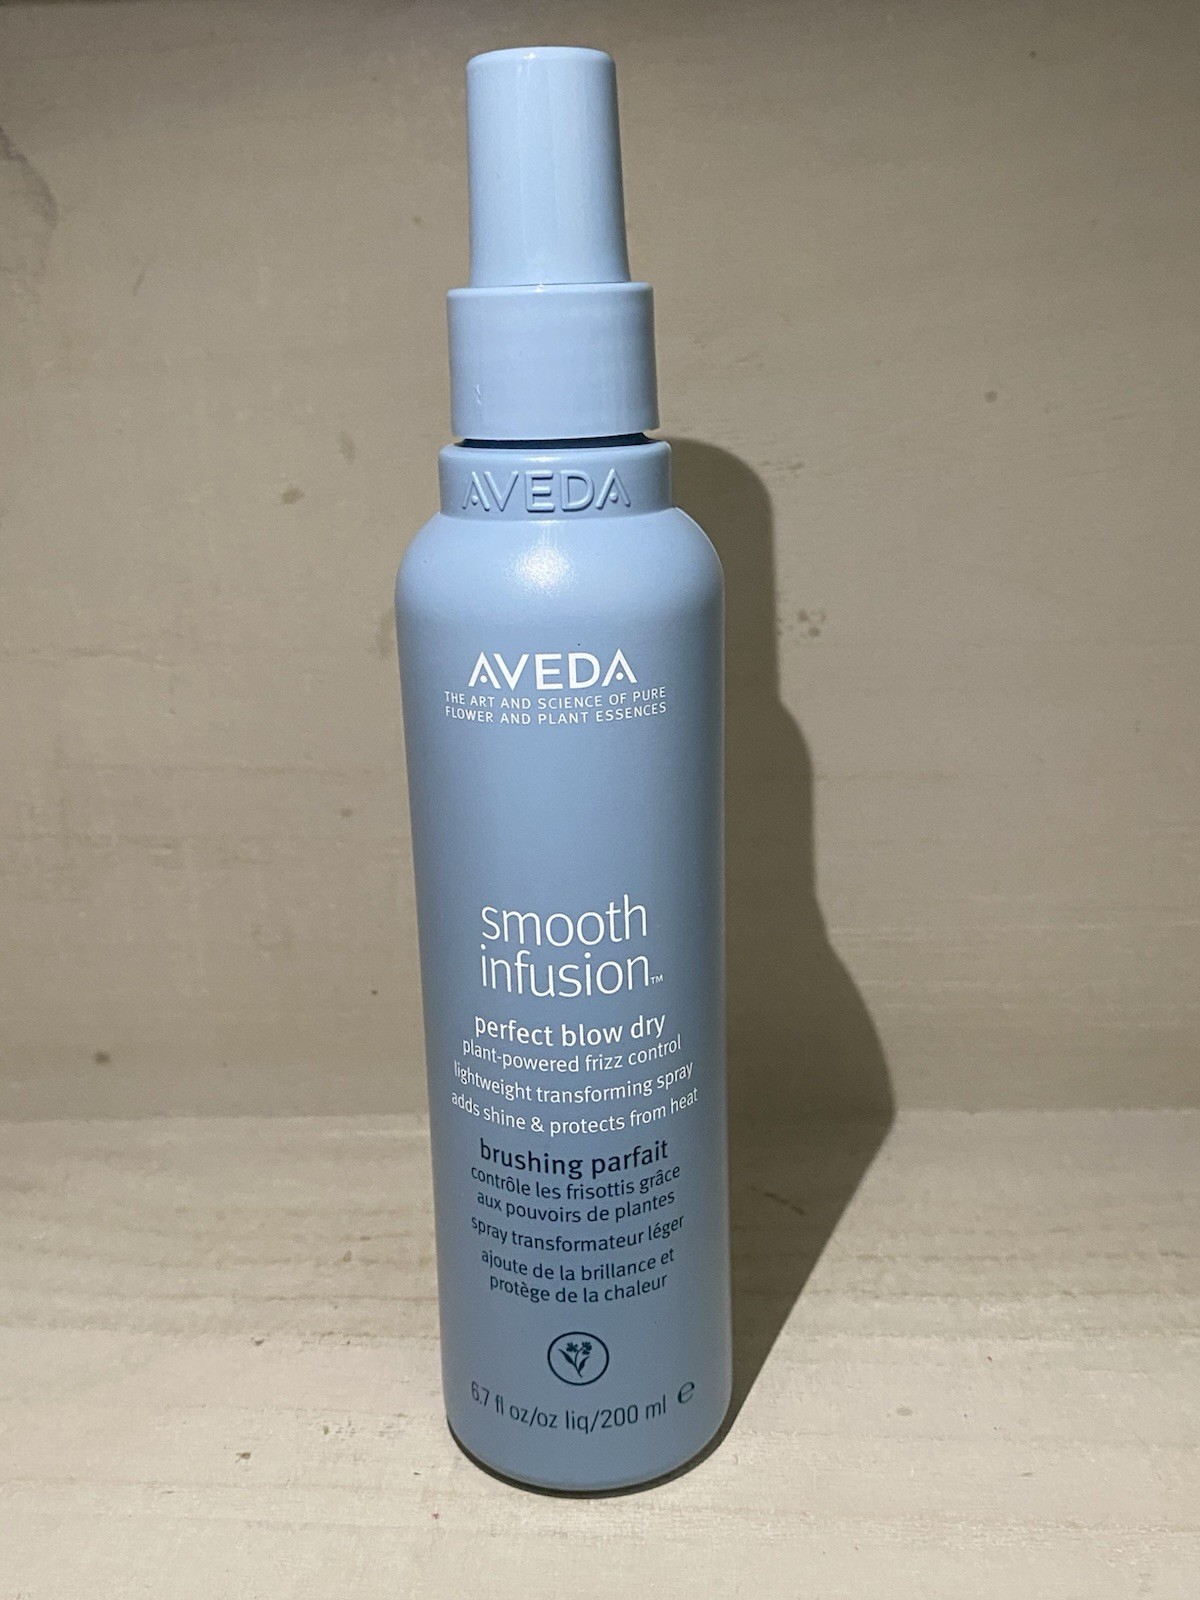 AVEDA
AVEDA
THE ART AND SCIENCE OF PURE
FLOWER AND PLANT ESSENCES
smooth
infusion™
perfect blow dry
plant-powered frizz control
lightweight transforming spray
adds shine & protects from heat
brushing parfait
contrôle les frisottis grâce
aux pouvoirs de plantes
spray transformateur léger
ajoute de la brillance et
protège de la chaleur
6.7 fl oz/oz liq/200 ml ℮